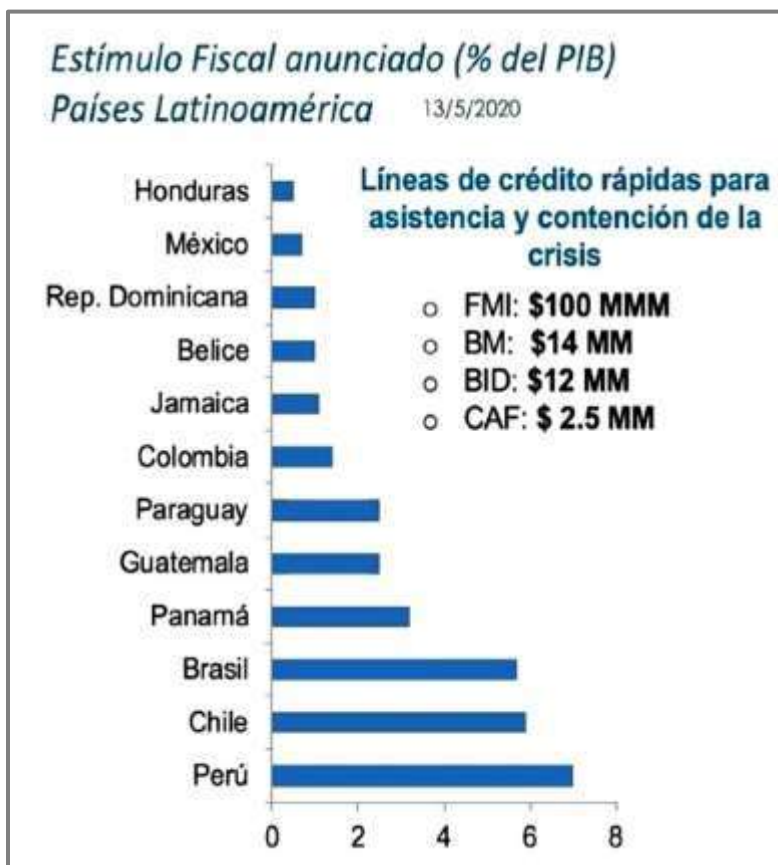 Estímulo Fiscal anunciado (% del PIB)
Países Latinoamérica 13/5/2020
Líneas de crédito rápidas para
asistencia y contención de la
crisis
○ FMI: $100 MMM
○ BM: $14 MM
○ BID: $12 MM
○ CAF: $ 2.5 MM
Honduras
México
Rep. Dominicana
Belice
Jamaica
Colombia
Paraguay
Guatemala
Panamá
Brasil
Chile
Perú
0 2 4 6 8